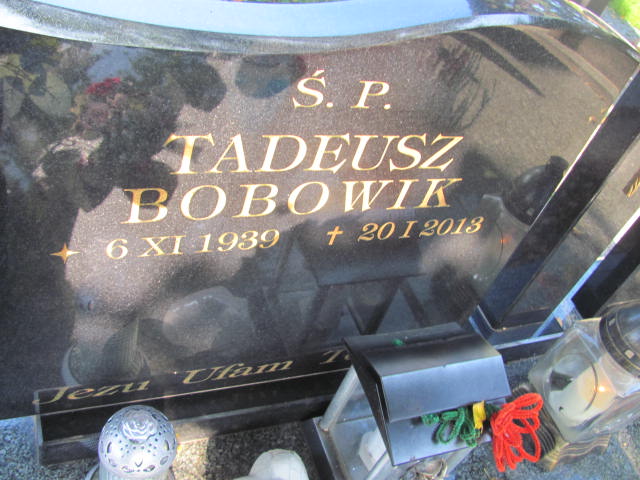 Ś. P.
TADEUSZ
BOBOWIK
6 XI 1939 † 20 I 2013
Jezu Ufam